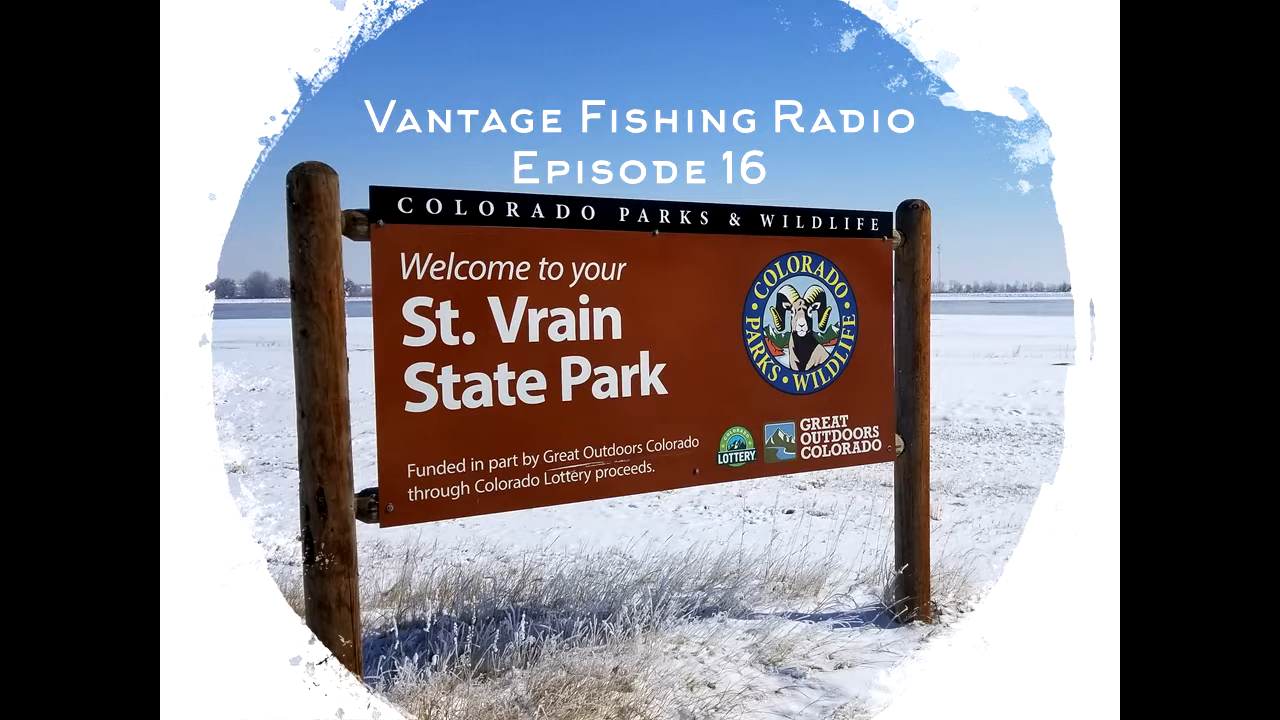 Vantage Fishing Radio
Episode 16
COLORADO PARKS & WILDLIFE
Welcome to your
St. Vrain
State Park
COLORADO
PARKS • WILDLIFE
Funded in part by Great Outdoors Colorado
through Colorado Lottery proceeds.
COLORADO
LOTTERY
GREAT
OUTDOORS
COLORADO